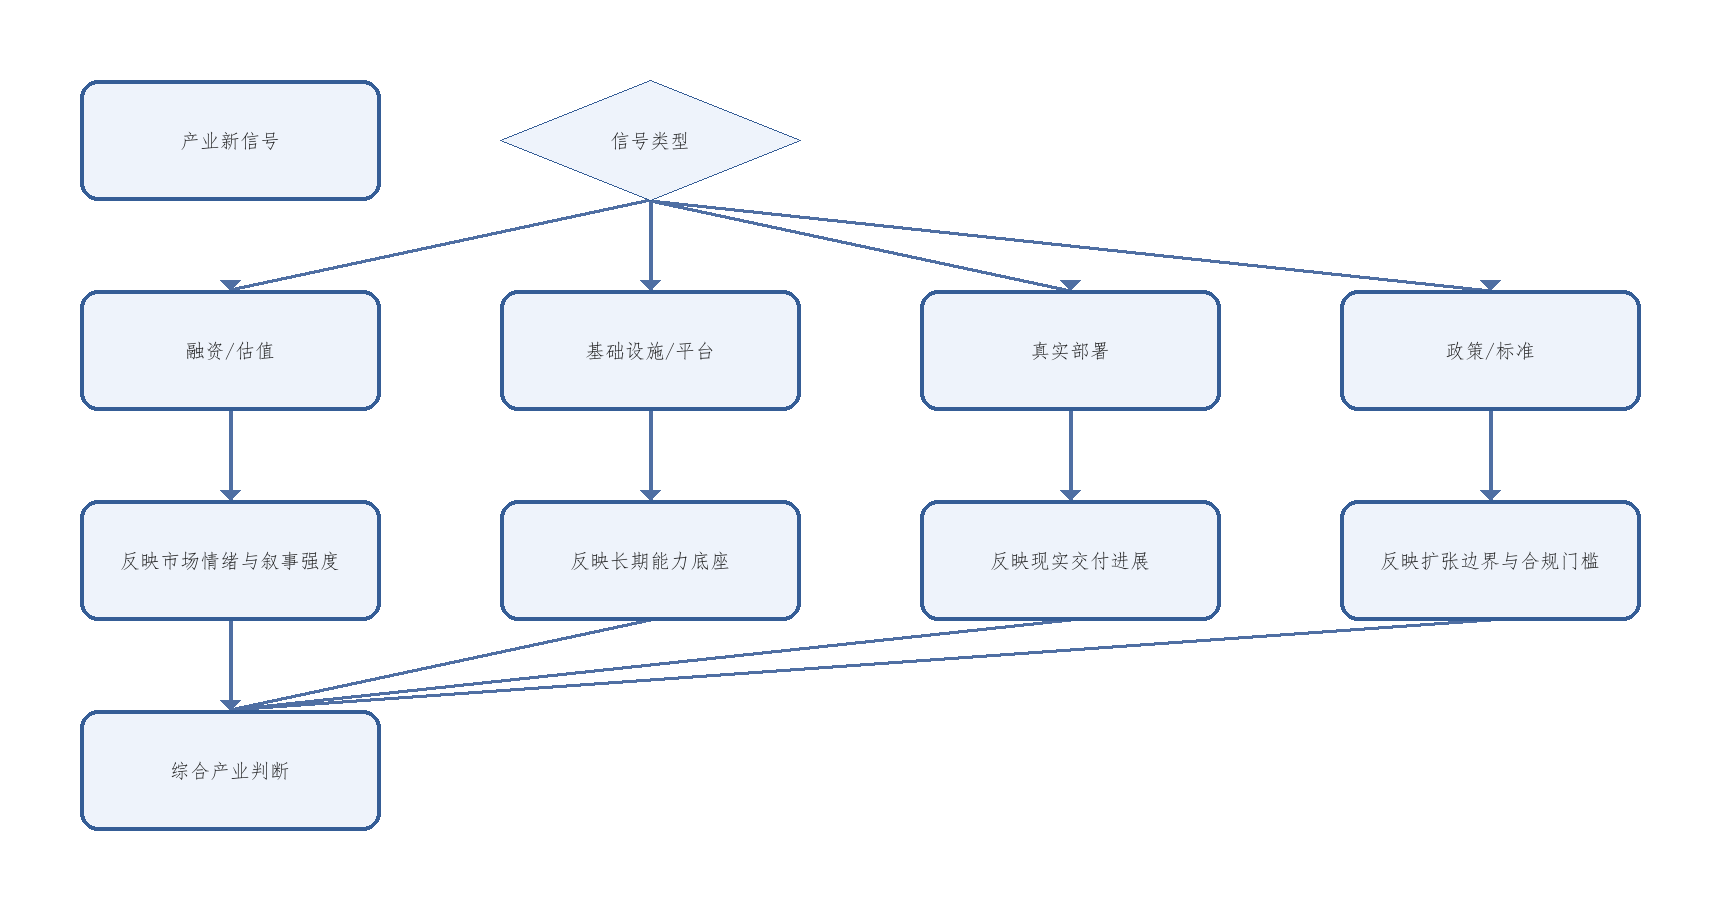 产业新信号
信号类型
融资/估值
基础设施/平台
真实部署
政策/标准
反映市场情绪与叙事强度
反映长期能力底座
反映现实交付进展
反映扩张边界与合规门槛
综合产业判断